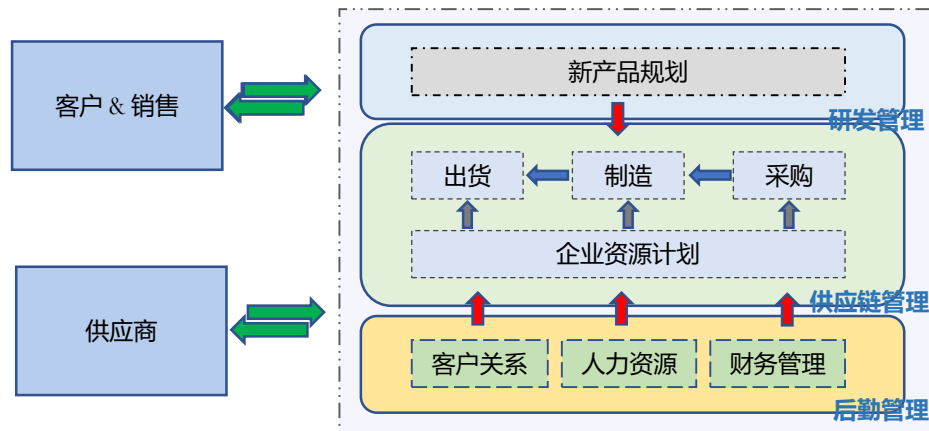 新产品规划
客户 & 销售
研发管理
出货
制造
采购
企业资源计划
供应链管理
供应商
客户关系
人力资源
财务管理
后勤管理